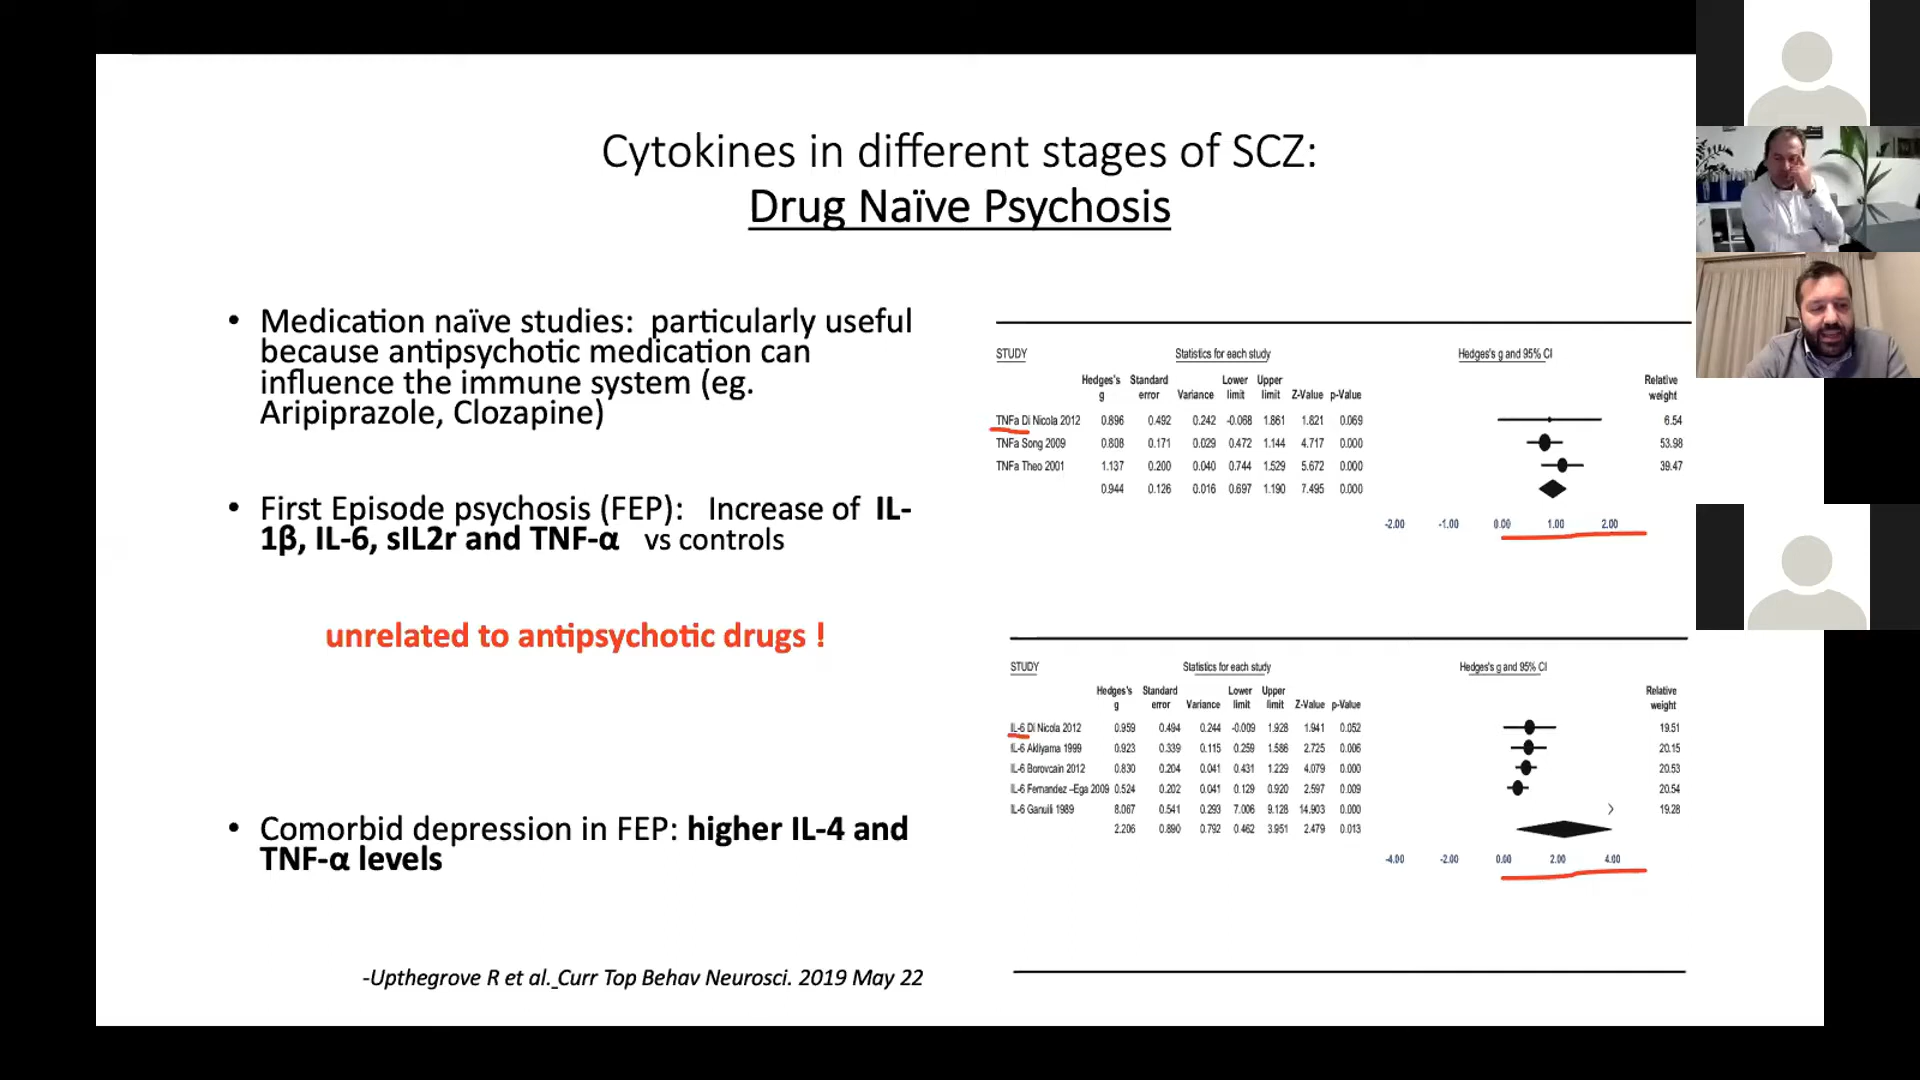 Cytokines in different stages of SCZ:
Drug Naïve Psychosis
• Medication naïve studies: particularly useful
because antipsychotic medication can
influence the immune system (eg.
Aripiprazole, Clozapine)
• First Episode psychosis (FEP): Increase of IL-
1β, IL-6, sIL2r and TNF-α vs controls
unrelated to antipsychotic drugs !
• Comorbid depression in FEP: higher IL-4 and
TNF-α levels
-Upthegrove R et al. Curr Top Behav Neurosci. 2019 May 22
STUDY Statistics for each study Hedges's g and 95% CI
Hedges's Standard Lower Upper Relative
g error Variance limit limit Z-Value p-Value weight
TNFa Di Nicola 2012 0.896 0.492 0.242 -0.068 1.861 1.821 0.069 6.54
TNFa Song 2009 0.808 0.171 0.029 0.472 1.144 4.717 0.000 53.98
TNFa Theo 2001 1.137 0.200 0.040 0.744 1.529 5.672 0.000 39.47
0.944 0.126 0.016 0.697 1.190 7.495 0.000
-2.00 -1.00 0.00 1.00 2.00
STUDY Statistics for each study Hedges's g and 95% CI
Hedges's Standard Lower Upper Relative
g error Variance limit limit Z-Value p-Value weight
IL-6 Di Nicola 2012 0.959 0.494 0.244 -0.009 1.928 1.941 0.052 19.51
IL-6 Akliyama 1999 0.923 0.339 0.115 0.259 1.586 2.725 0.006 20.15
IL-6 Borovcain 2012 0.830 0.204 0.041 0.431 1.229 4.079 0.000 20.53
IL-6 Fernandez –Ega 2009 0.524 0.202 0.041 0.129 0.920 2.597 0.009 20.54
IL-6 Ganuili 1989 8.067 0.541 0.293 7.006 9.128 14.903 0.000 19.28
2.206 0.890 0.792 0.462 3.951 2.479 0.013
-4.00 -2.00 0.00 2.00 4.00